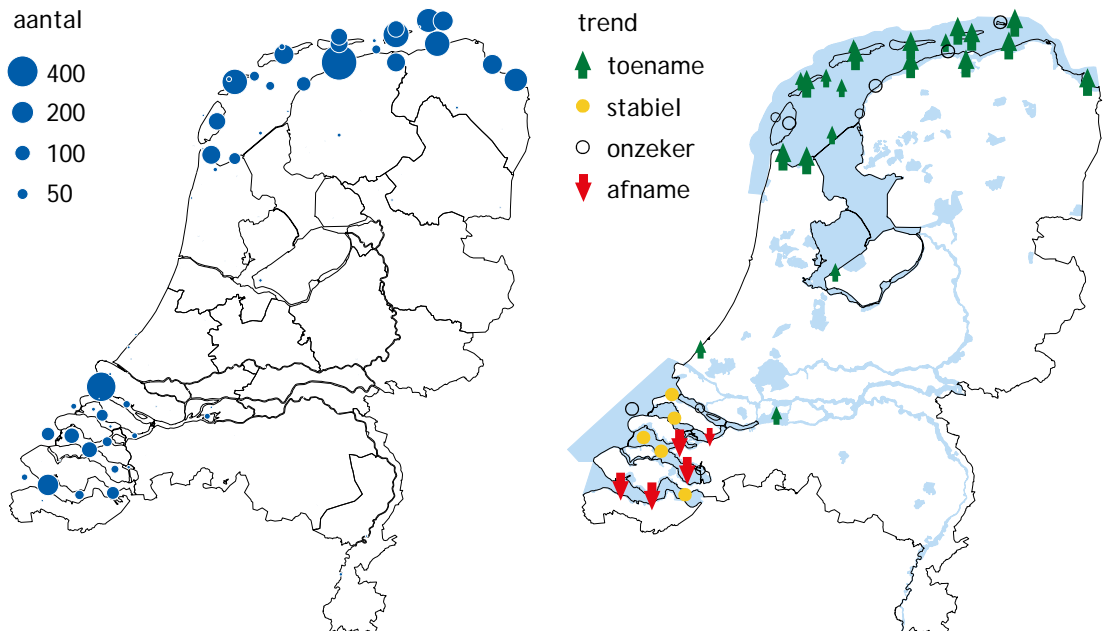 aantal
400
200
100
50
trend
toename
stabiel
onzeker
afname